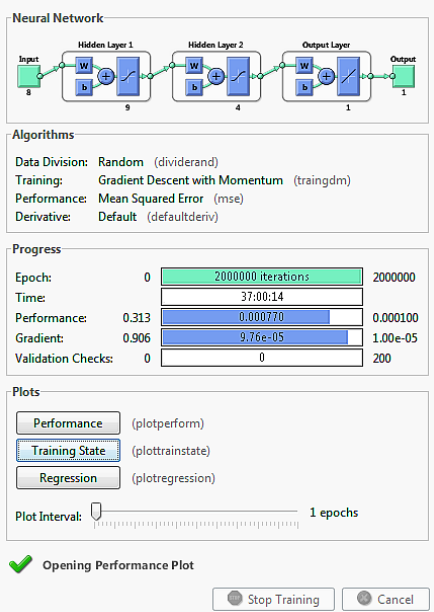 Neural Network
Hidden Layer 1 Hidden Layer 2 Output Layer
Input Output
W W W
+ + +
b b b
8 1
9 4 1
Algorithms
Data Division: Random (dividerand)
Training: Gradient Descent with Momentum (traingdm)
Performance: Mean Squared Error (mse)
Derivative: Default (defaultderiv)
Progress
Epoch: 0 2000000 iterations 2000000
Time: 37:00:14
Performance: 0.313 0.000770 0.000100
Gradient: 0.906 9.76e-05 1.00e-05
Validation Checks: 0 0 200
Plots
Performance (plotperform)
Training State (plottrainstate)
Regression (plotregression)
Plot Interval: 1 epochs
Opening Performance Plot
Stop Training Cancel